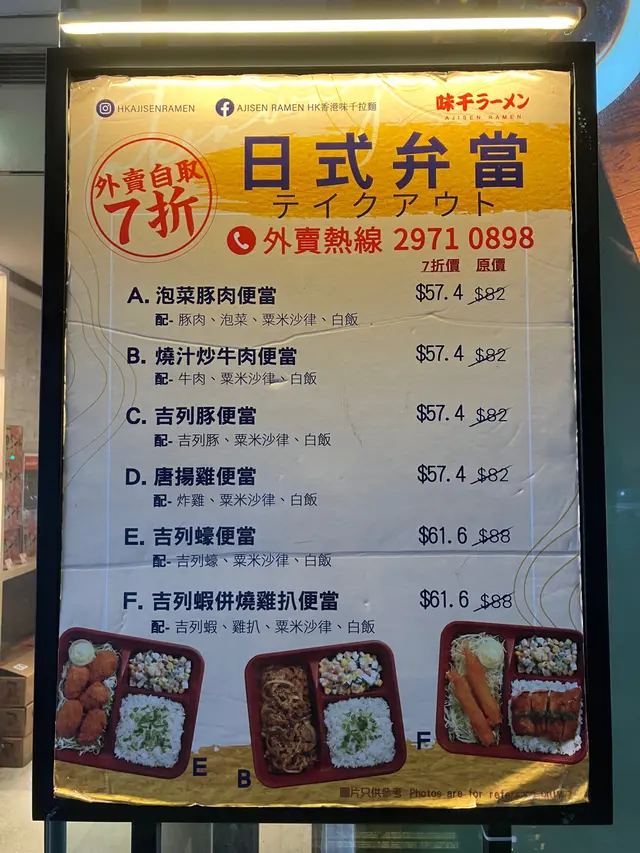 HKAJISENRAMEN
AJISEN RAMEN HK香港味千拉麵
味千ラーメン
AJISEN RAMEN
外賣自取
7折
日式弁當
テイクアウト
外賣熱線 2971 0898
7折價 原價
A. 泡菜豚肉便當 $57.4 $82
配- 豚肉、泡菜、粟米沙律、白飯
B. 燒汁炒牛肉便當 $57.4 $82
配- 牛肉、粟米沙律、白飯
C. 吉列豚便當 $57.4 $82
配- 吉列豚、粟米沙律、白飯
D. 唐揚雞便當 $57.4 $82
配- 炸雞、粟米沙律、白飯
E. 吉列蠔便當 $61.6 $88
配- 吉列蠔、粟米沙律、白飯
F. 吉列蝦併燒雞扒便當 $61.6 $88
配- 吉列蝦、雞扒、粟米沙律、白飯
E
B
F
圖片只供參考 Photos are for reference only